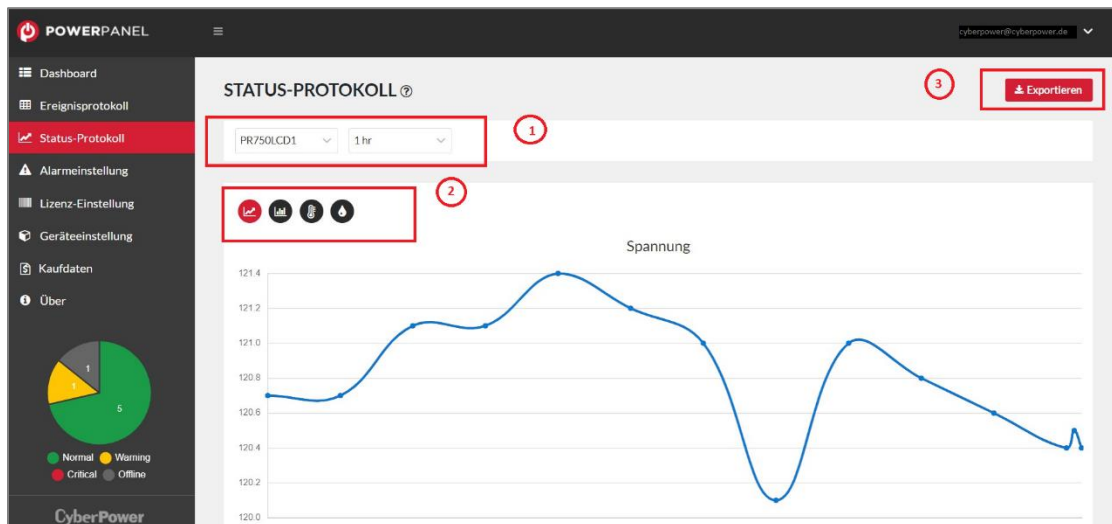 POWERPANEL
cyberpower@cyberpower.de
Dashboard
Ereignisprotokoll
Status-Protokoll
Alarmeinstellung
Lizenz-Einstellung
Geräteeinstellung
Kaufdaten
Über
1
1
5
Normal Warning
Critical Offline
CyberPower
STATUS-PROTOKOLL
3
Exportieren
PR750LCD1 1 hr
1
2
Spannung
121.4
121.2
121.0
120.8
120.6
120.4
120.2
120.0